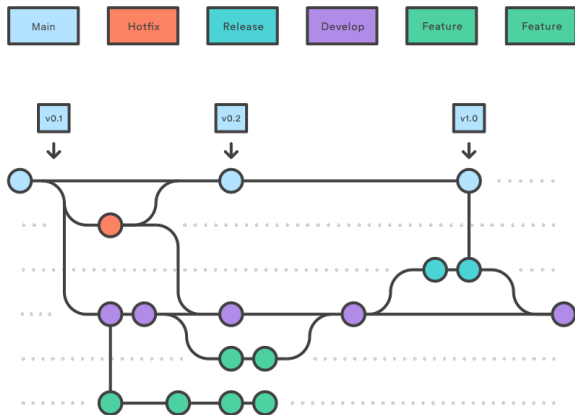 Main
Hotfix
Release
Develop
Feature
Feature
v0.1
v0.2
v1.0